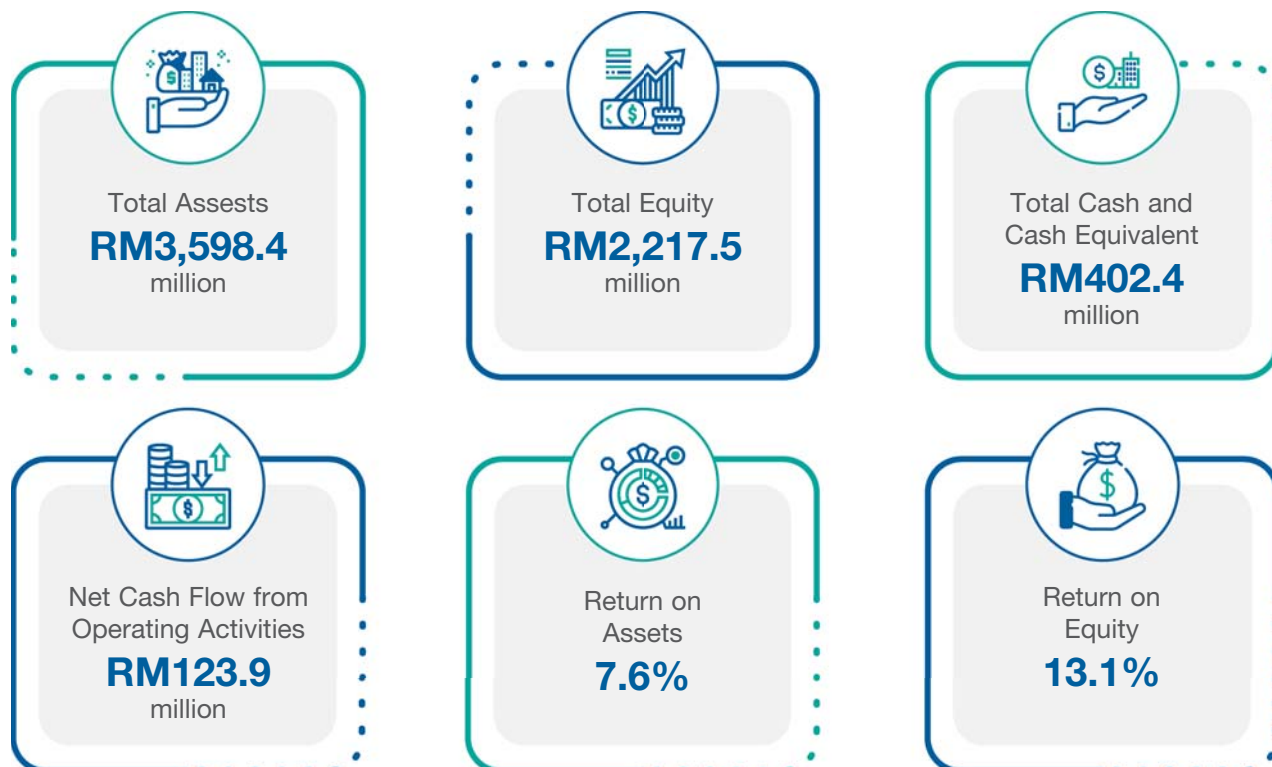 Total Assests
RM3,598.4
million
Total Equity
RM2,217.5
million
Total Cash and
Cash Equivalent
RM402.4
million
Net Cash Flow from
Operating Activities
RM123.9
million
Return on
Assets
7.6%
Return on
Equity
13.1%